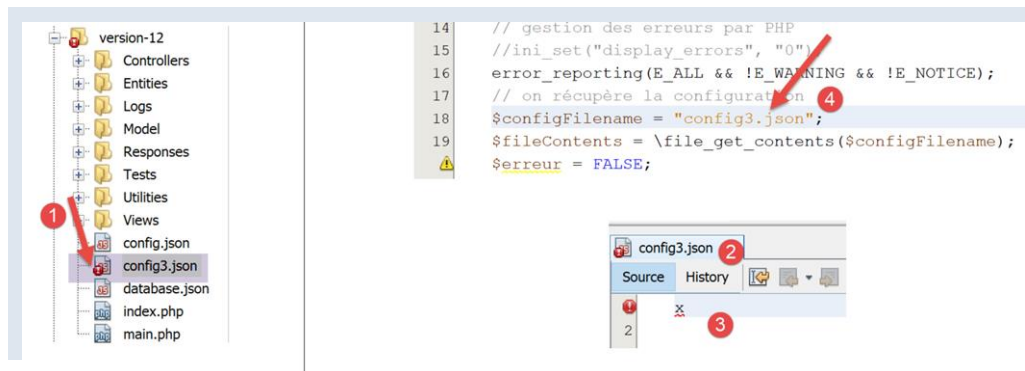 version-12
Controllers
Entities
Logs
Model
Responses
Tests
Utilities
Views
config.json
config3.json
database.json
index.php
main.php
1
14 // gestion des erreurs par PHP
15 //ini_set("display_errors", "0")
16 error_reporting(E_ALL && !E_WARNING && !E_NOTICE);
17 // on récupère la configuration
18 $configFilename = "config3.json";
19 $fileContents = \file_get_contents($configFilename);
$erreur = FALSE;
4
config3.json 2
Source History
x
2
3